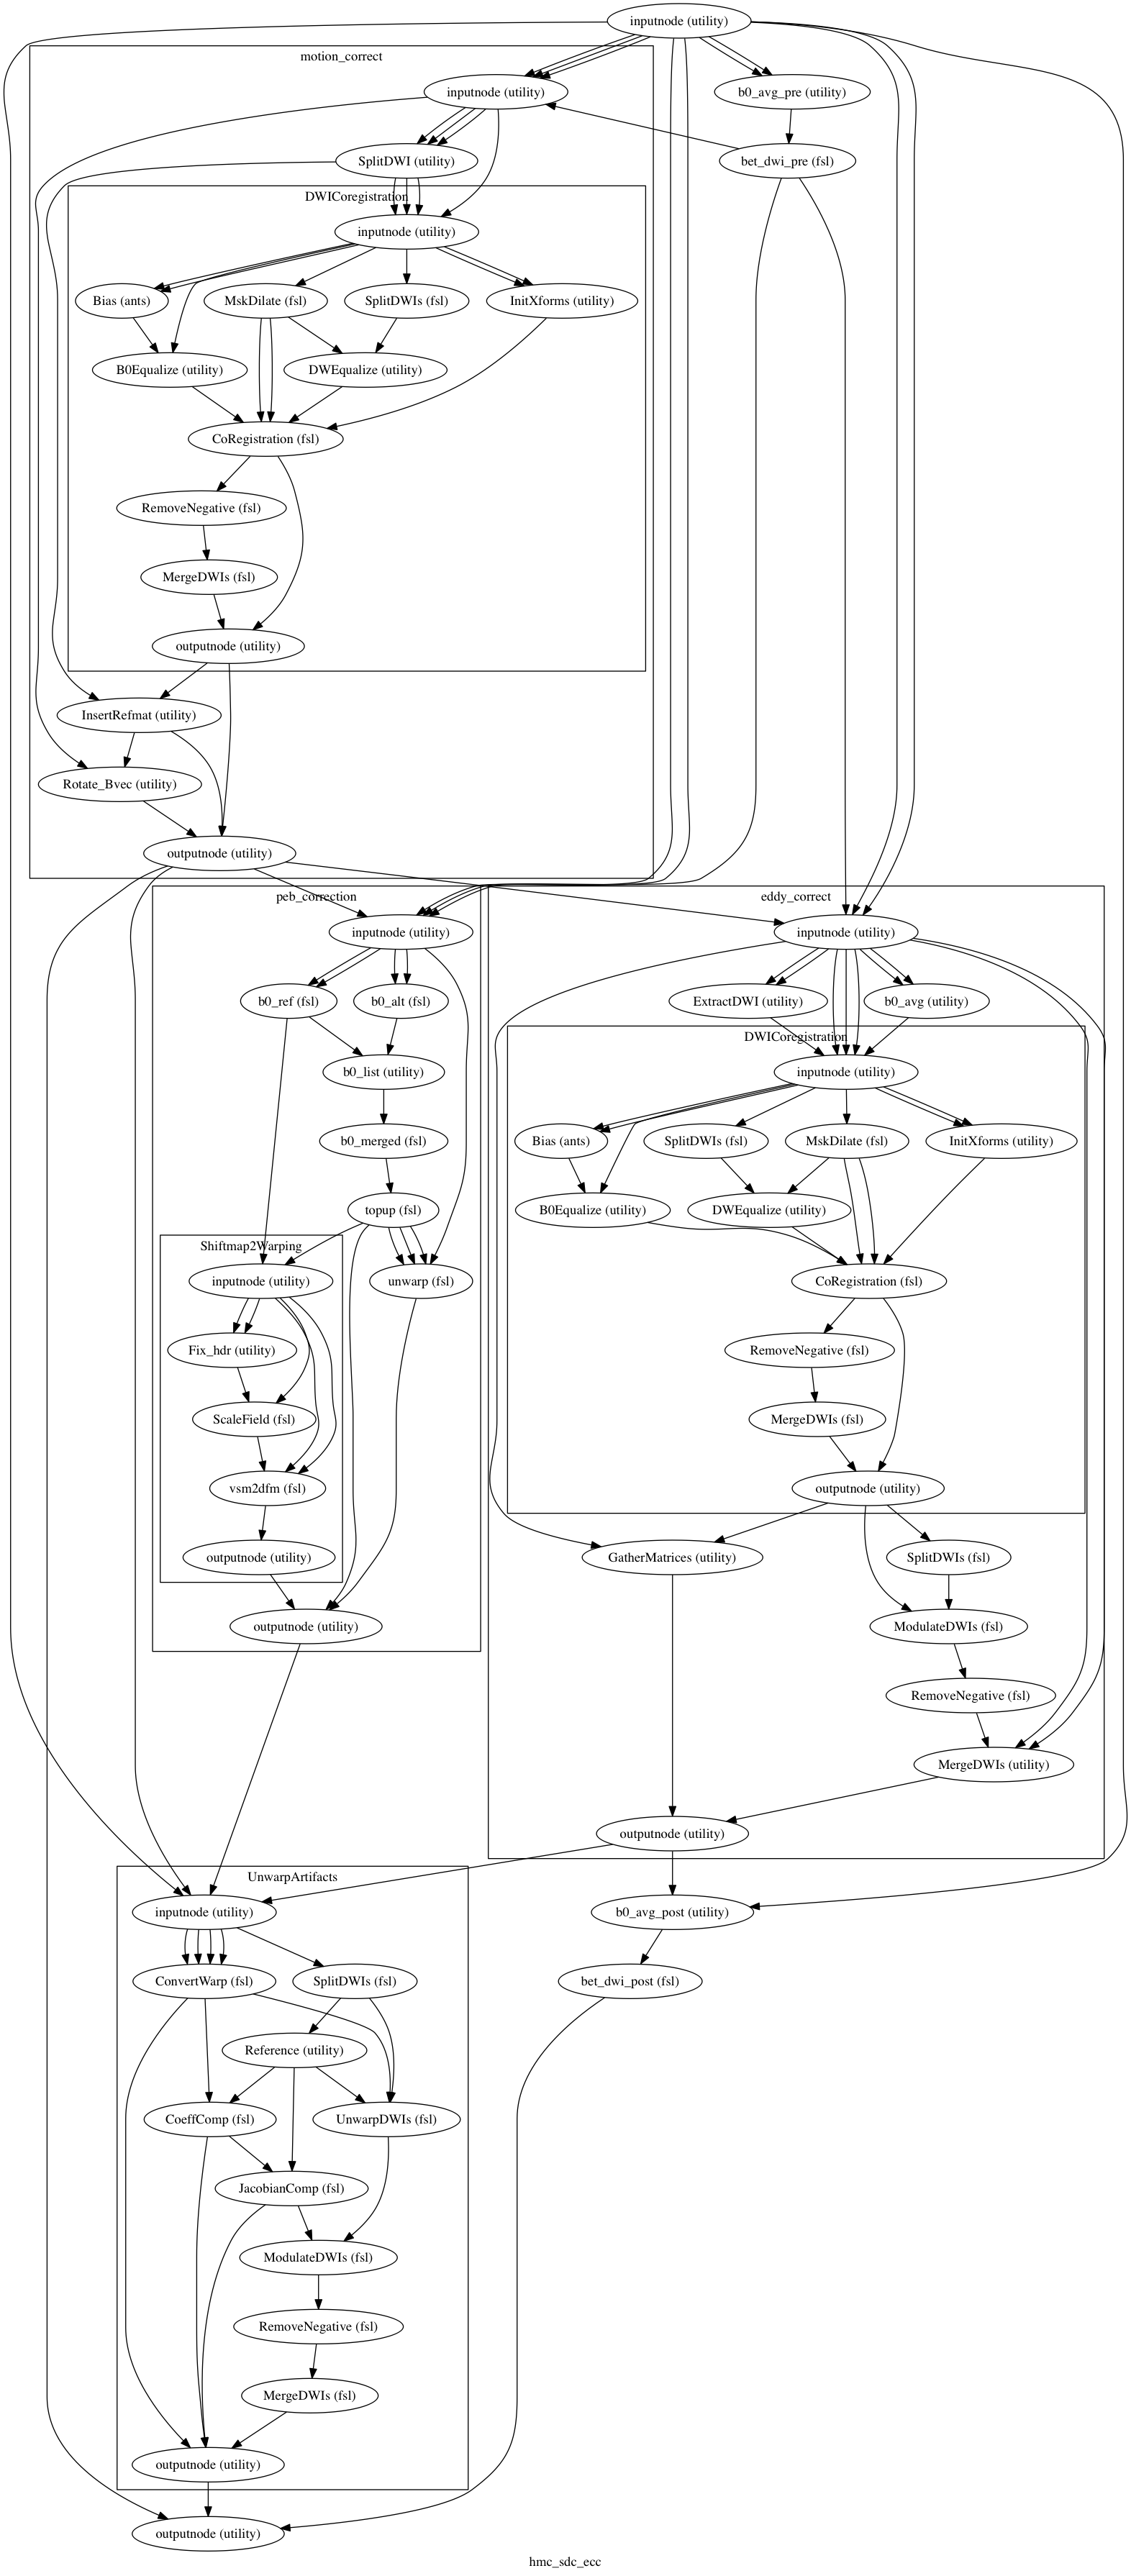 inputnode (utility)
motion_correct
inputnode (utility)
b0_avg_pre (utility)
SplitDWI (utility)
bet_dwi_pre (fsl)
DWICoregistration
inputnode (utility)
Bias (ants)
MskDilate (fsl)
SplitDWIs (fsl)
InitXforms (utility)
B0Equalize (utility)
DWEqualize (utility)
CoRegistration (fsl)
RemoveNegative (fsl)
MergeDWIs (fsl)
outputnode (utility)
InsertRefmat (utility)
Rotate_Bvec (utility)
outputnode (utility)
peb_correction
inputnode (utility)
b0_ref (fsl)
b0_alt (fsl)
b0_list (utility)
b0_merged (fsl)
topup (fsl)
Shiftmap2Warping
inputnode (utility)
unwarp (fsl)
Fix_hdr (utility)
ScaleField (fsl)
vsm2dfm (fsl)
outputnode (utility)
outputnode (utility)
eddy_correct
inputnode (utility)
ExtractDWI (utility)
b0_avg (utility)
DWICoregistration
inputnode (utility)
Bias (ants)
SplitDWIs (fsl)
MskDilate (fsl)
InitXforms (utility)
B0Equalize (utility)
DWEqualize (utility)
CoRegistration (fsl)
RemoveNegative (fsl)
MergeDWIs (fsl)
outputnode (utility)
GatherMatrices (utility)
SplitDWIs (fsl)
ModulateDWIs (fsl)
RemoveNegative (fsl)
MergeDWIs (utility)
outputnode (utility)
UnwarpArtifacts
inputnode (utility)
b0_avg_post (utility)
ConvertWarp (fsl)
SplitDWIs (fsl)
bet_dwi_post (fsl)
Reference (utility)
CoeffComp (fsl)
UnwarpDWIs (fsl)
JacobianComp (fsl)
ModulateDWIs (fsl)
RemoveNegative (fsl)
MergeDWIs (fsl)
outputnode (utility)
outputnode (utility)
hmc_sdc_ecc